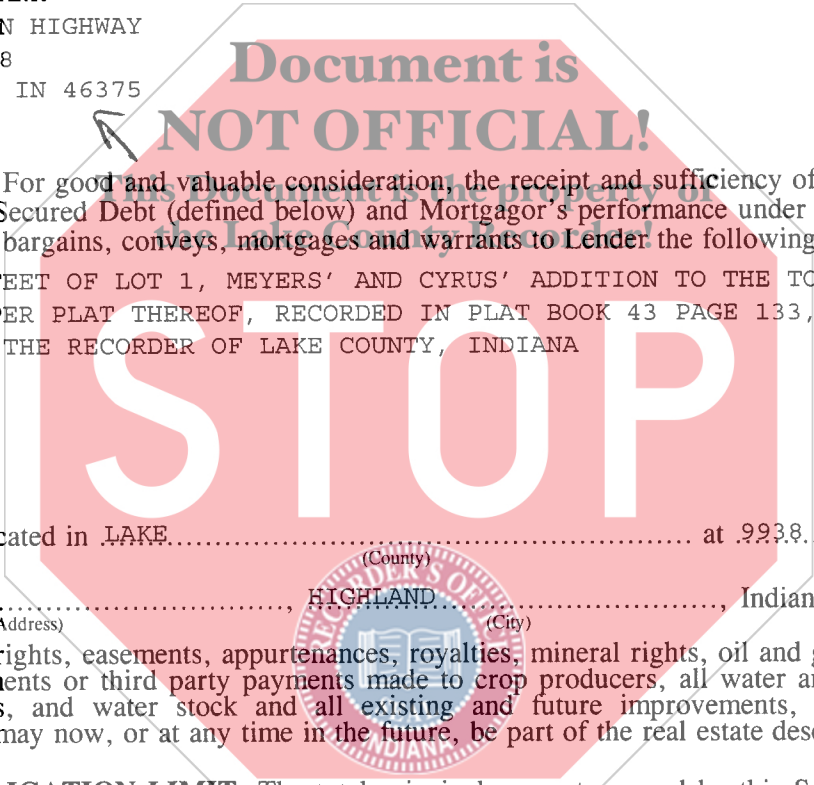 N HIGHWAY
8
IN 46375
Document is
NOT OFFICIAL!
This Document is the property of
the Lake County Recorder!
For good and valuable consideration, the receipt and sufficiency of
Secured Debt (defined below) and Mortgagor's performance under
bargains, conveys, mortgages and warrants to Lender the following
EET OF LOT 1, MEYERS' AND CYRUS' ADDITION TO THE TO
PER PLAT THEREOF, RECORDED IN PLAT BOOK 43 PAGE 133,
THE RECORDER OF LAKE COUNTY, INDIANA
STOP
cated in LAKE at 9938
(County)
HIGHLAND, Indian
Address) (City)
RECORDER'S OFFICE
rights, easements, appurtenances, royalties, mineral rights, oil and g
ents or third party payments made to crop producers, all water an
s, and water stock and all existing and future improvements,
may now, or at any time in the future, be part of the real estate desc
SEAL
INDIANA